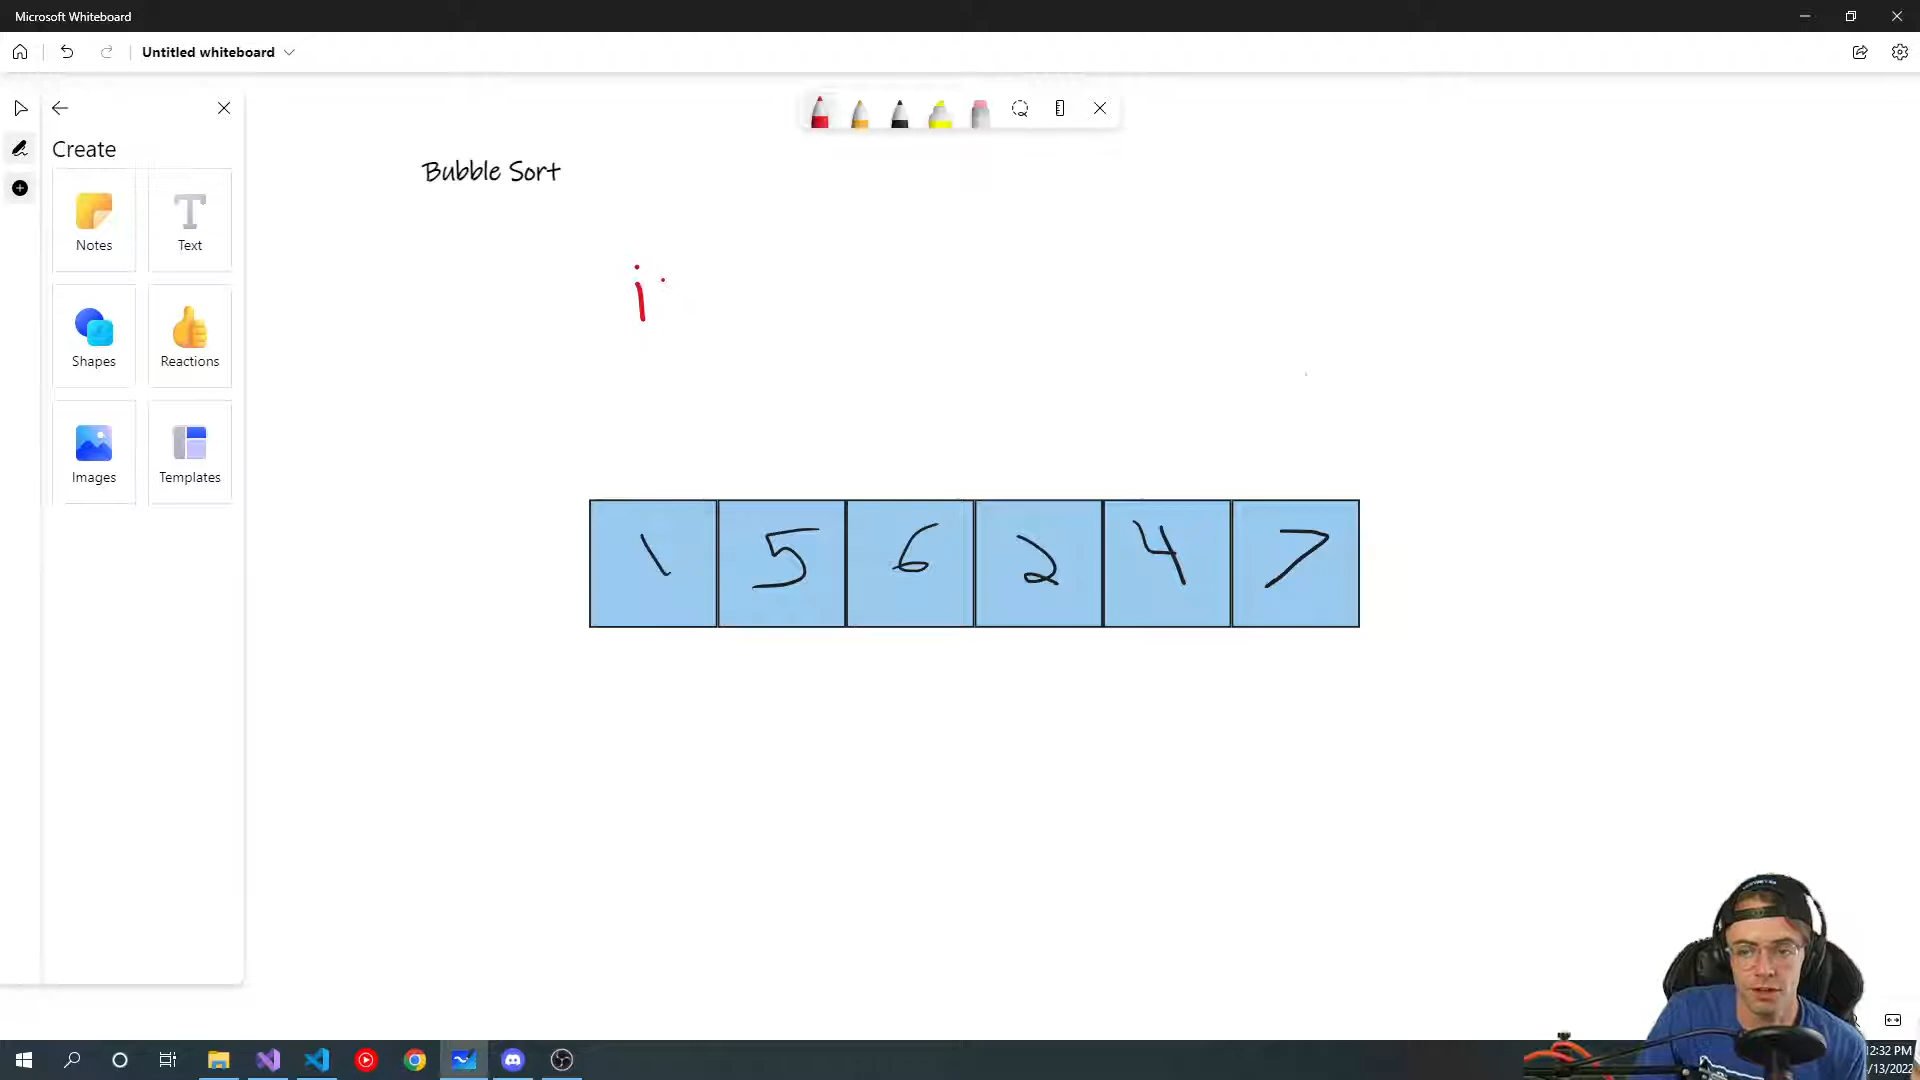 Microsoft Whiteboard
Untitled whiteboard
Create
Bubble Sort
Notes
Text
i
Shapes
Reactions
Images
Templates
1 5 6 2 4 7
12:32 PM
/13/2022